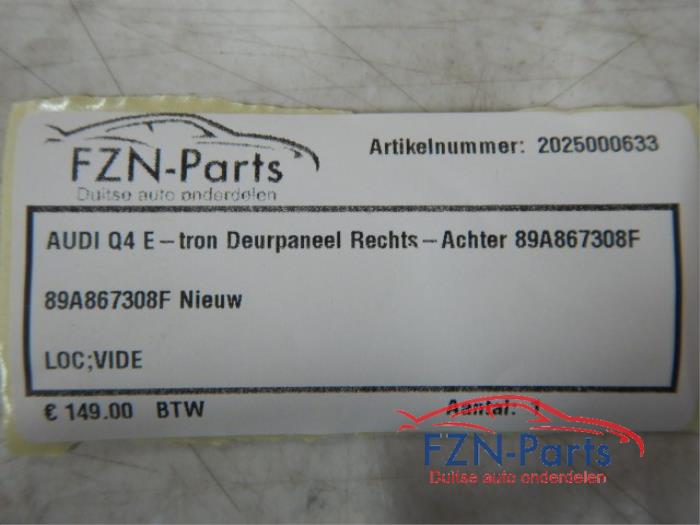 FZN-Parts
Duitse auto onderdelen
Artikelnummer: 2025000633
AUDI Q4 E-tron Deurpaneel Rechts-Achter 89A867308F
89A867308F Nieuw
LOC;VIDE
€ 149.00 BTW
Aantal: 1
FZN-Parts
Duitse auto onderdelen